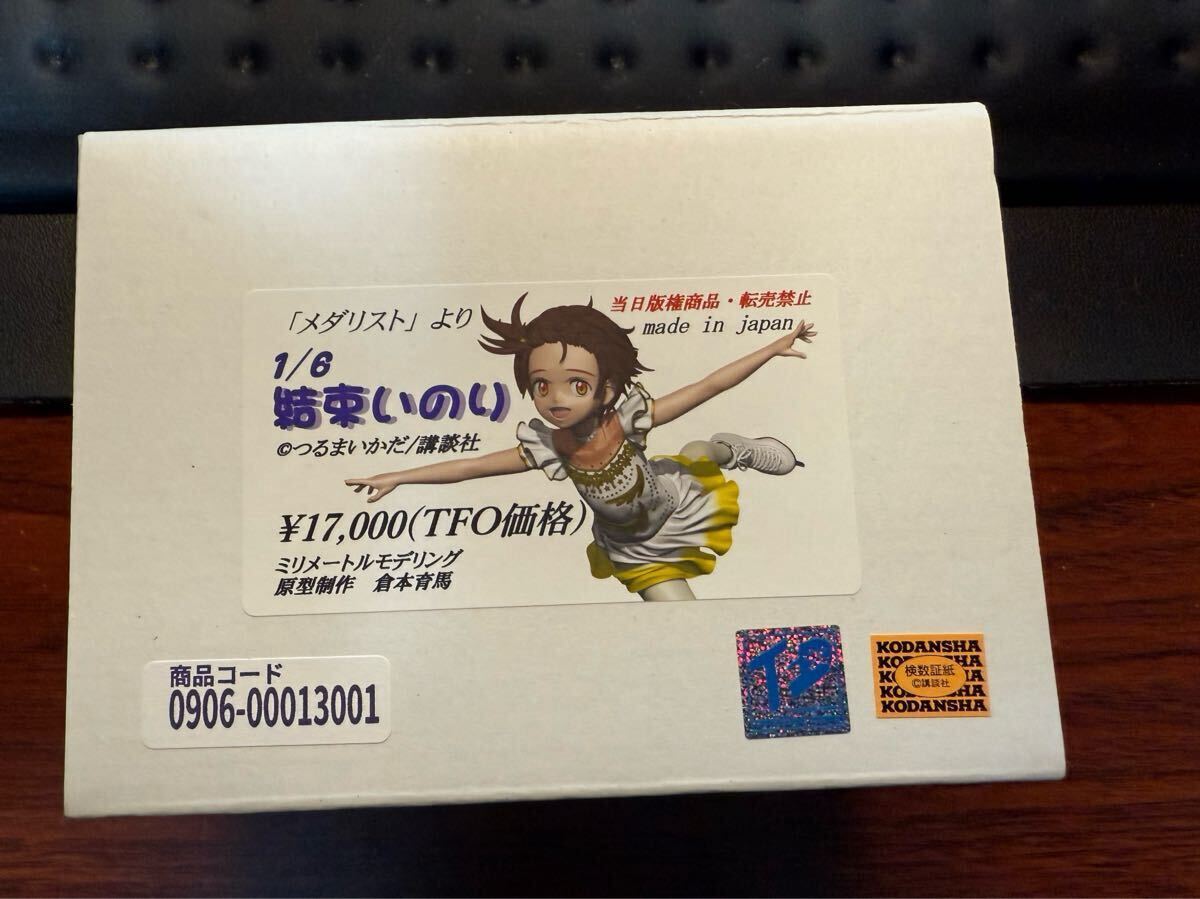 「メダリスト」より
当日版権商品・転売禁止
made in japan
1/6
結束いのり
©つるまいかだ/講談社
¥17,000(TFO価格)
ミリメートルモデリング
原型制作 倉本育馬
商品コード
0906-00013001
KODANSHA
検数証紙
©講談社
KODANSHA